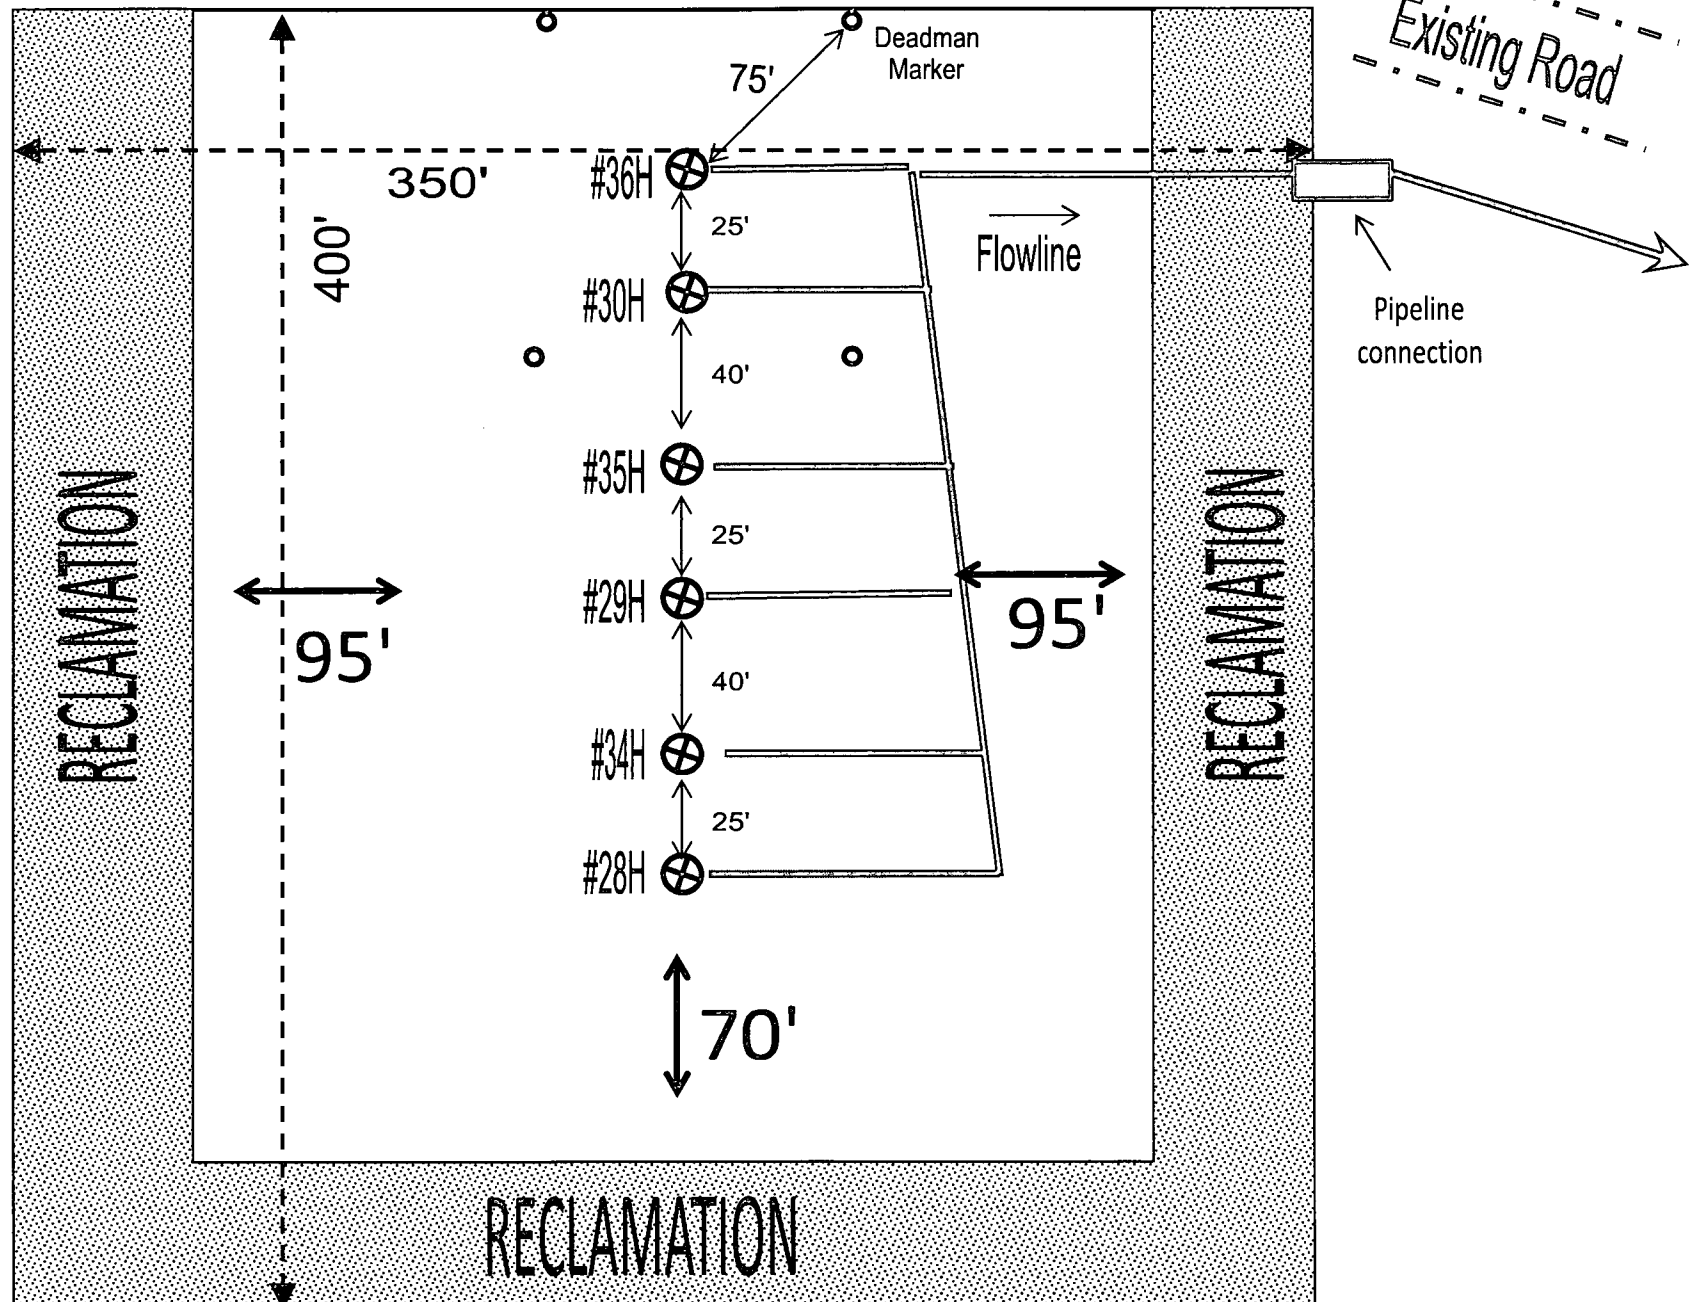 Existing Road
Deadman
Marker
75'
350'
#36H
400'
25'
Flowline
#30H
Pipeline
connection
40'
#35H
25'
RECLAMATION
RECLAMATION
#29H
95'
95'
40'
#34H
25'
#28H
70'
RECLAMATION